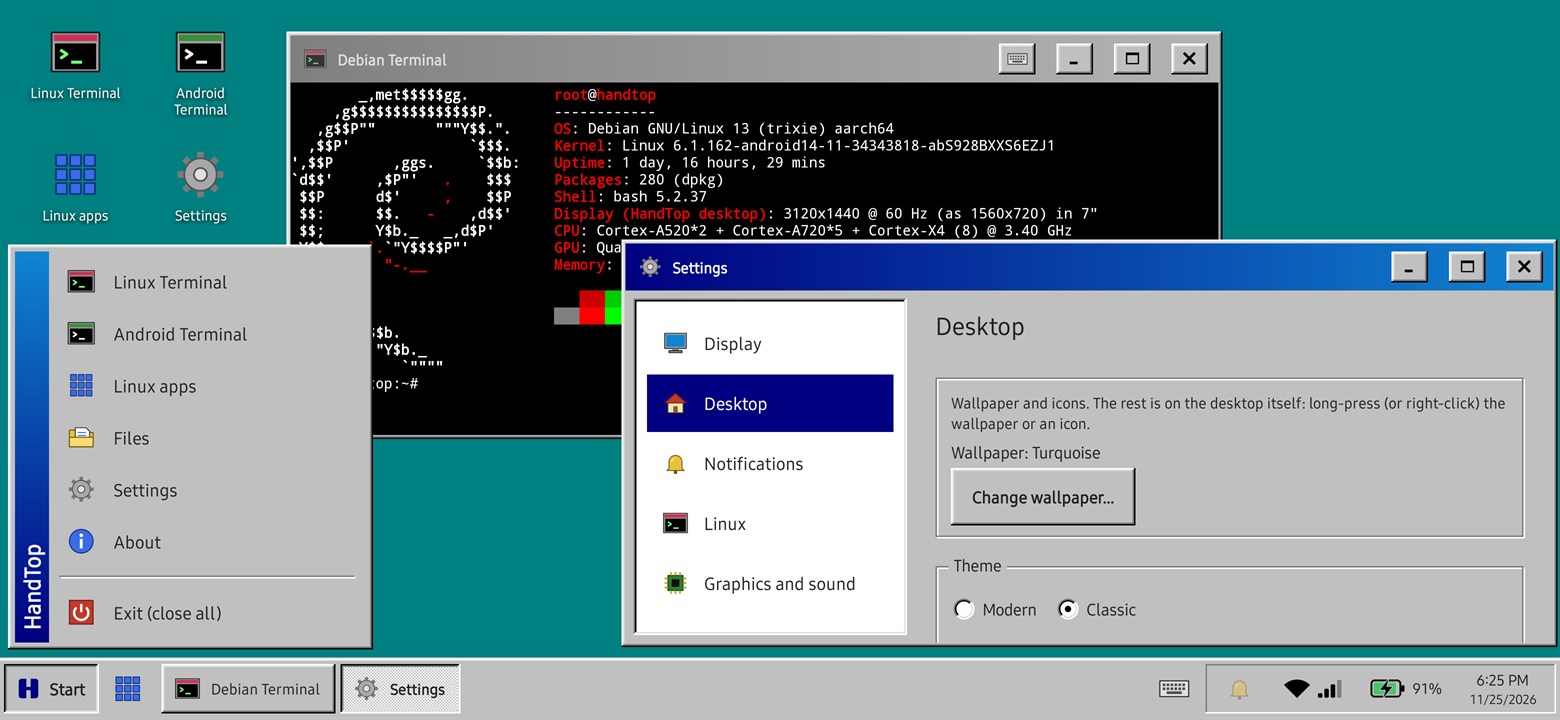 Linux Terminal
Android
Terminal
Linux apps
Settings
Debian Terminal
_,met$$$$$gg.
,g$$$$$$$$$$$$$$$P.
,g$$P"" """Y$$.".
,$$P' `$$$.
',$$P ,ggs. `$$b:
`d$$' ,$P"' . $$$
$$P d$' , $$P
$$: $$. - ,d$$'
$$; Y$b._ _,d$P'
Y$$. `.`"Y$$$$P"'
"-.__
$$b.
"Y$b._
`""""
root@handtop
------------
OS: Debian GNU/Linux 13 (trixie) aarch64
Kernel: Linux 6.1.162-android14-11-34343818-abS928BXXS6EZJ1
Uptime: 1 day, 16 hours, 29 mins
Packages: 280 (dpkg)
Shell: bash 5.2.37
Display (HandTop desktop): 3120x1440 @ 60 Hz (as 1560x720) in 7"
CPU: Cortex-A520*2 + Cortex-A720*5 + Cortex-X4 (8) @ 3.40 GHz
GPU: Qua
Memory:
top:~#
HandTop
Linux Terminal
Android Terminal
Linux apps
Files
Settings
About
Exit (close all)
Settings
Display
Desktop
Notifications
Linux
Graphics and sound
Desktop
Wallpaper and icons. The rest is on the desktop itself: long-press (or right-click) the
wallpaper or an icon.
Wallpaper: Turquoise
Change wallpaper...
Theme
Modern
Classic
Start
Debian Terminal
Settings
91%
6:25 PM
11/25/2026